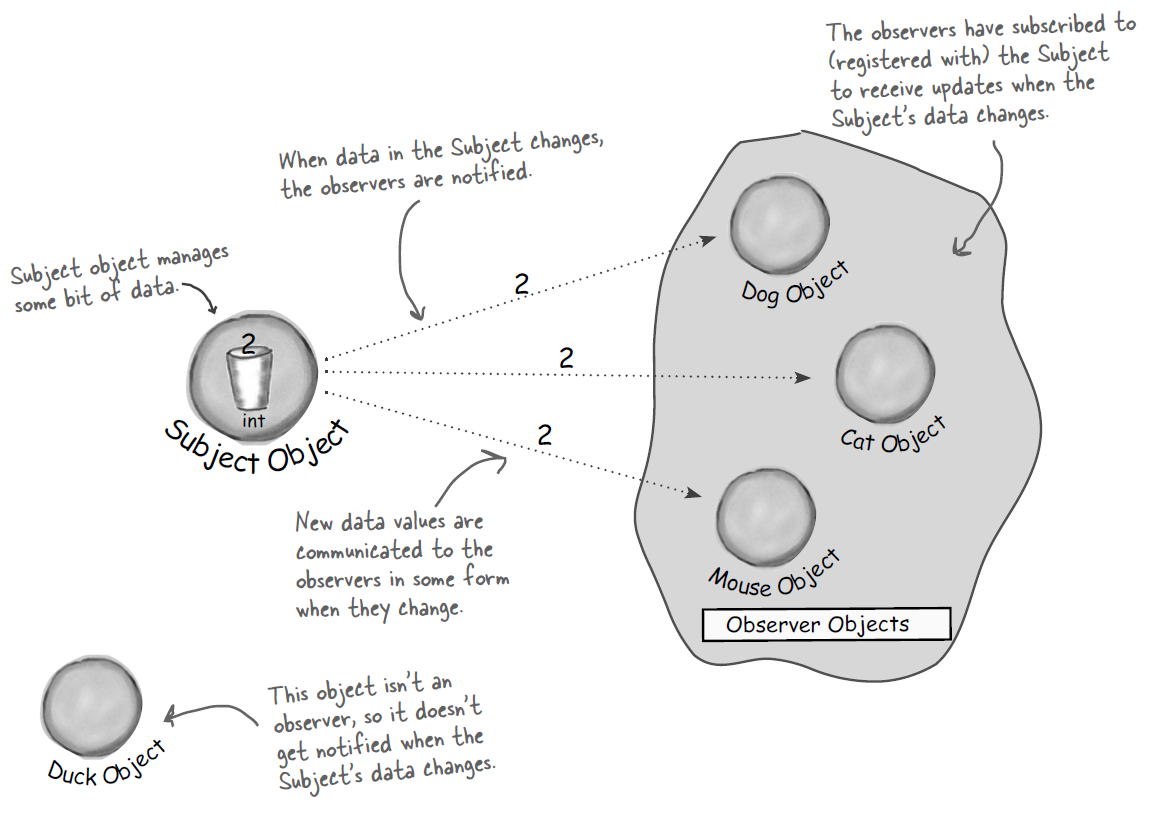 The observers have subscribed to
(registered with) the Subject
to receive updates when the
Subject's data changes.
When data in the Subject changes,
the observers are notified.
Subject object manages
some bit of data.
2
int
Subject Object
2
2
2
Dog Object
Cat Object
Mouse Object
Observer Objects
New data values are
communicated to the
observers in some form
when they change.
This object isn't an
observer, so it doesn't
get notified when the
Subject's data changes.
Duck Object